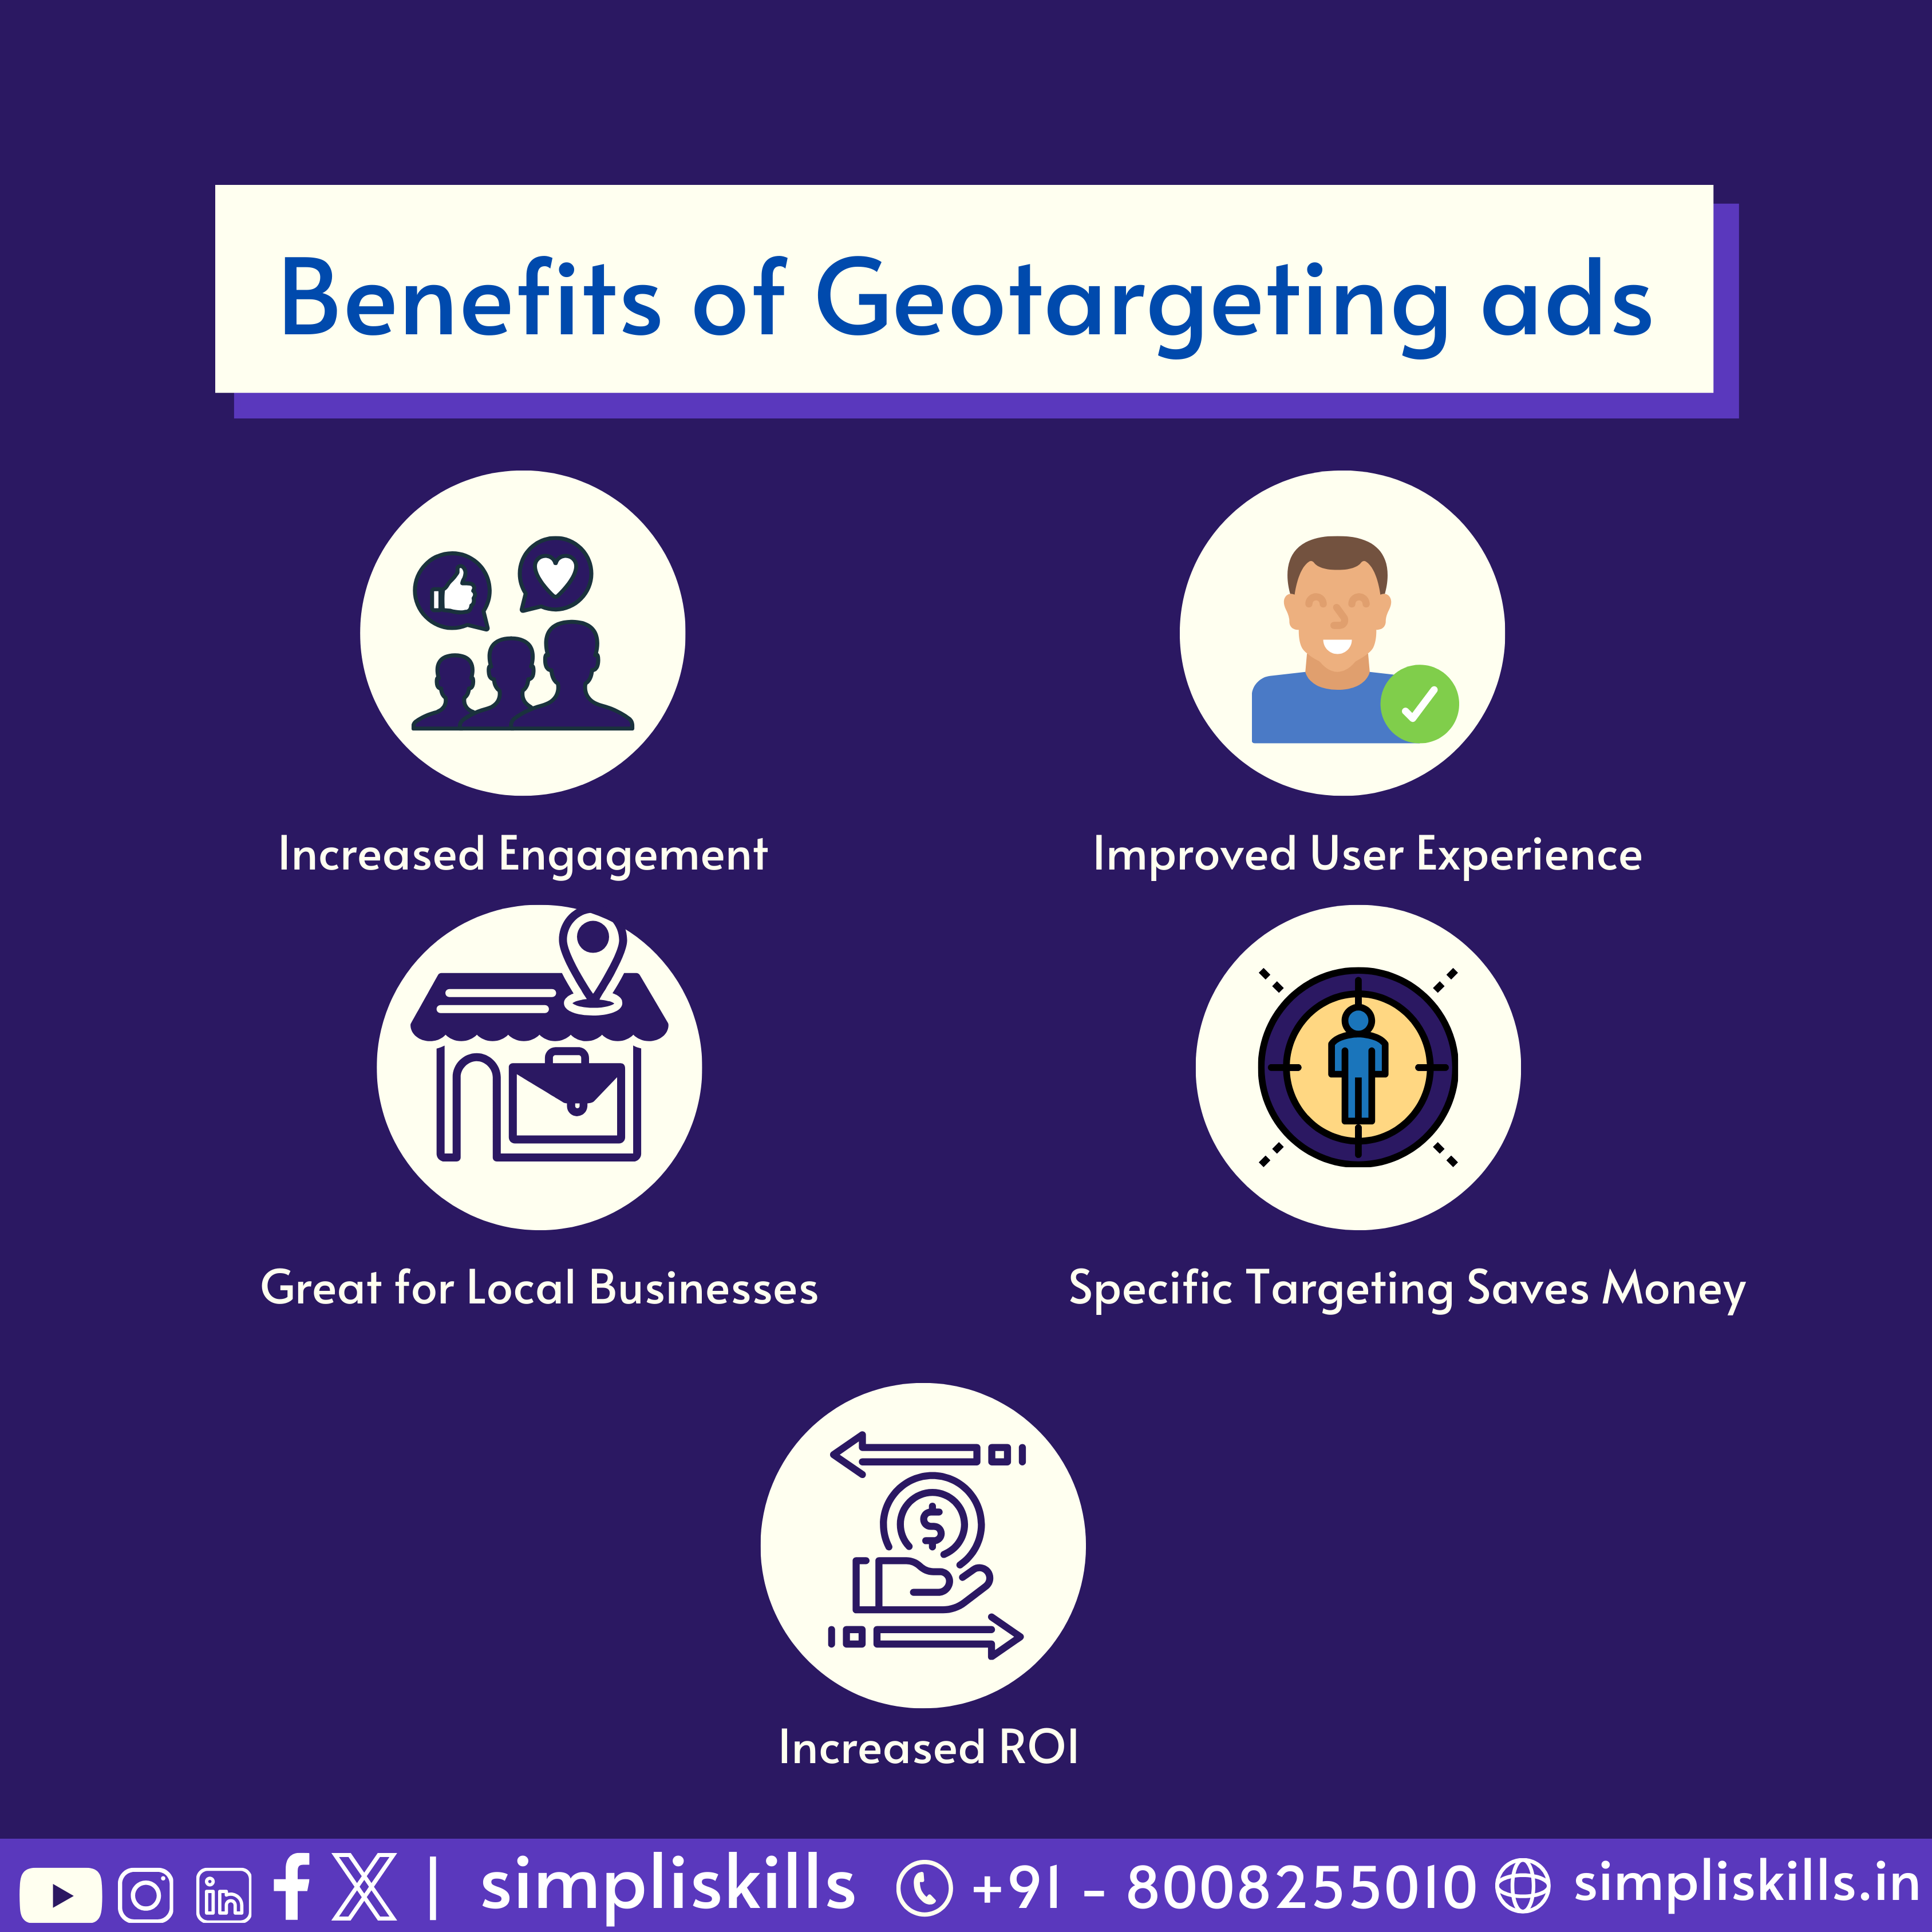 Benefits of Geotargeting ads
Increased Engagement
Improved User Experience
Great for Local Businesses
Specific Targeting Saves Money
$
Increased ROI
in
f
X
| simpliskills
+91 - 8008255010
simpliskills.in